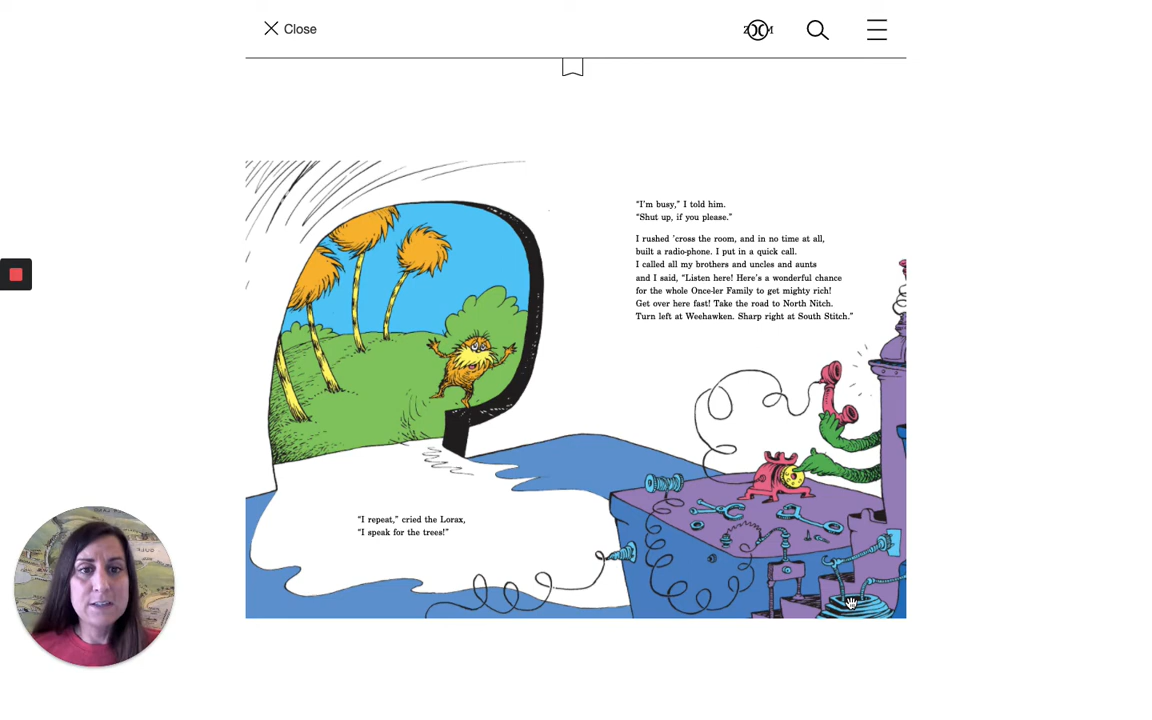 Close
"I'm busy," I told him.
"Shut up, if you please."
I rushed 'cross the room, and in no time at all,
built a radio-phone. I put in a quick call.
I called all my brothers and uncles and aunts
and I said, "Listen here! Here's a wonderful chance
for the whole Once-ler Family to get mighty rich!
Get over here fast! Take the road to North Nitch.
Turn left at Weehawken. Sharp right at South Stitch."
"I repeat," cried the Lorax,
"I speak for the trees!"